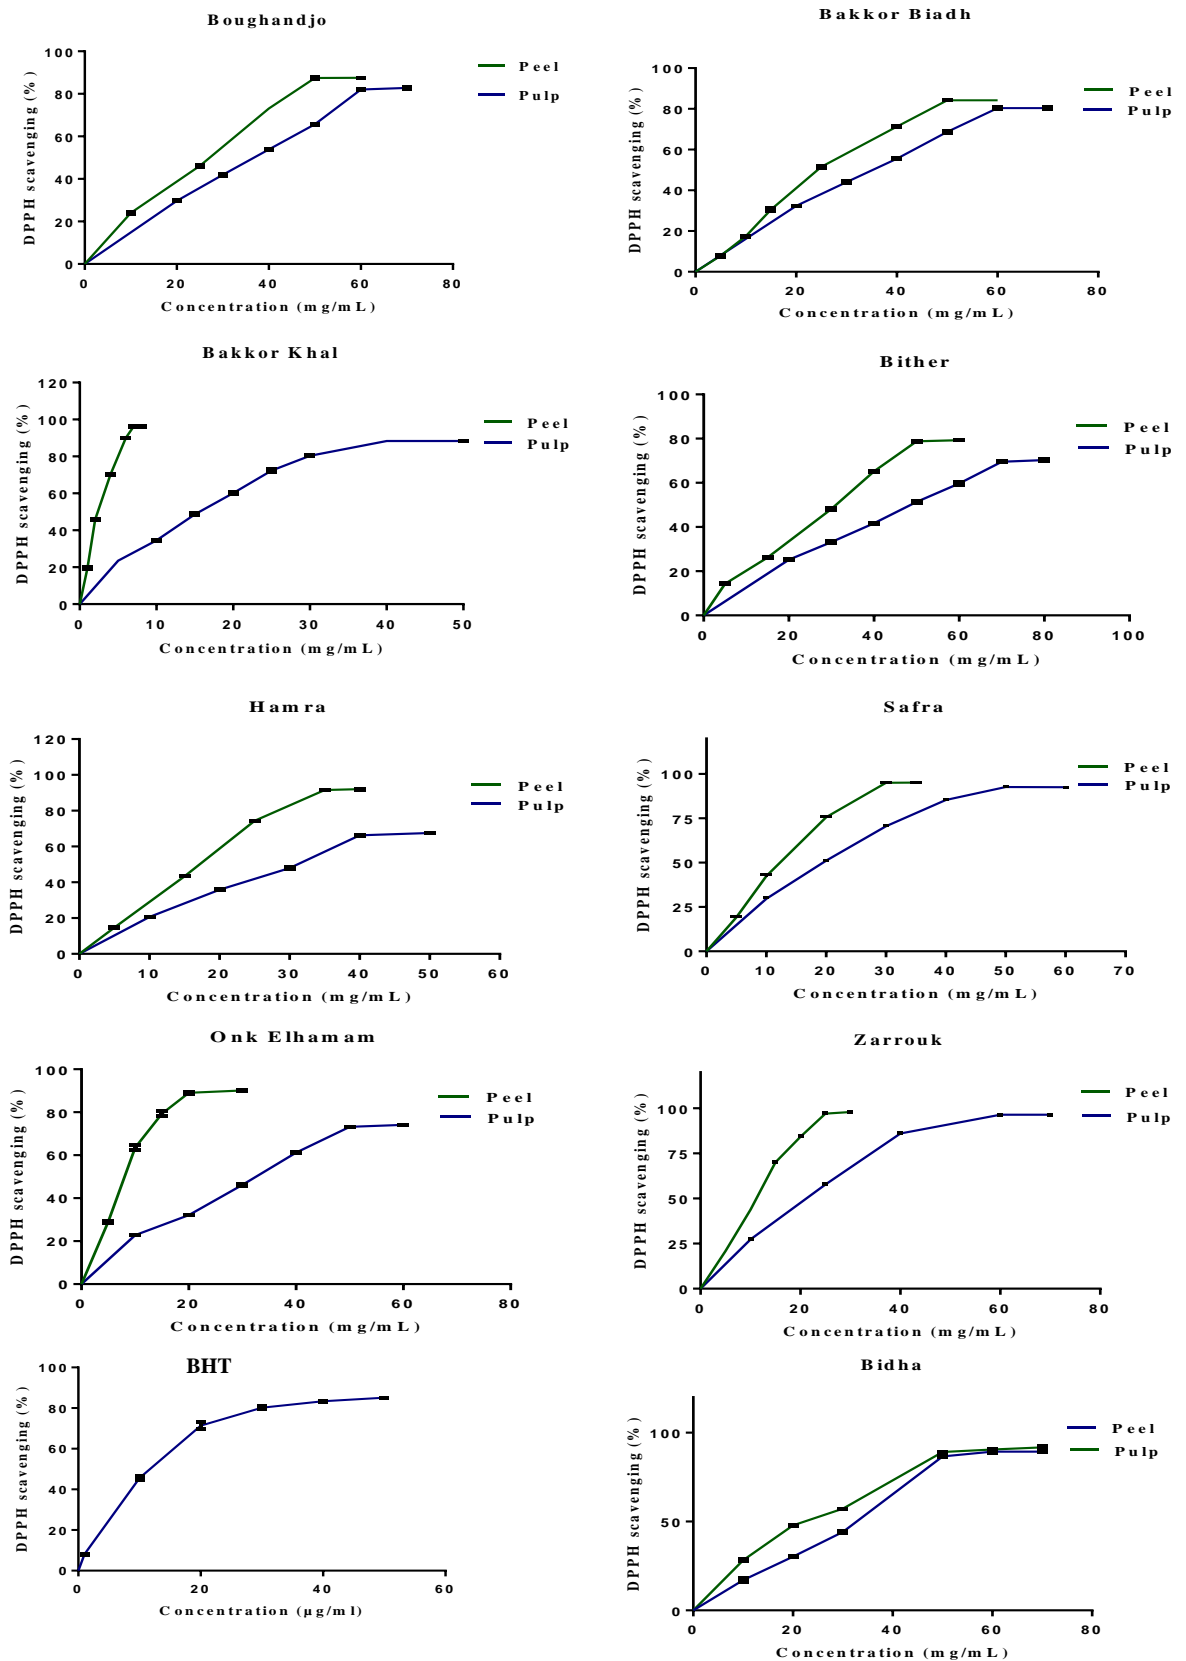 Boughandjo
DPPH scavenging (%)
100
80
60
40
20
0
0 20 40 60 80
Concentration (mg/mL)
Peel
Pulp
Bakkor Biadh
DPPH scavenging (%)
100
80
60
40
20
0
0 20 40 60 80
Concentration (mg/mL)
Peel
Pulp
Bakkor Khal
DPPH scavenging (%)
120
100
80
60
40
20
0
0 10 20 30 40 50
Concentration (mg/mL)
Peel
Pulp
Bither
DPPH scavenging (%)
100
80
60
40
20
0
0 20 40 60 80 100
Concentration (mg/mL)
Peel
Pulp
Hamra
DPPH scavenging (%)
120
100
80
60
40
20
0
0 10 20 30 40 50 60
Concentration (mg/mL)
Peel
Pulp
Safra
DPPH scavenging (%)
100
75
50
25
0
0 10 20 30 40 50 60 70
Concentration (mg/mL)
Peel
Pulp
Onk Elhamam
DPPH scavenging (%)
100
80
60
40
20
0
0 20 40 60 80
Concentration (mg/mL)
Peel
Pulp
Zarrouk
DPPH scavenging (%)
100
75
50
25
0
0 20 40 60 80
Concentration (mg/mL)
Peel
Pulp
BHT
DPPH scavenging (%)
100
80
60
40
20
0
0 20 40 60
Concentration (µg/ml)
Bidha
DPPH scavenging (%)
100
50
0
0 20 40 60 80
Concentration (mg/mL)
Peel
Pulp